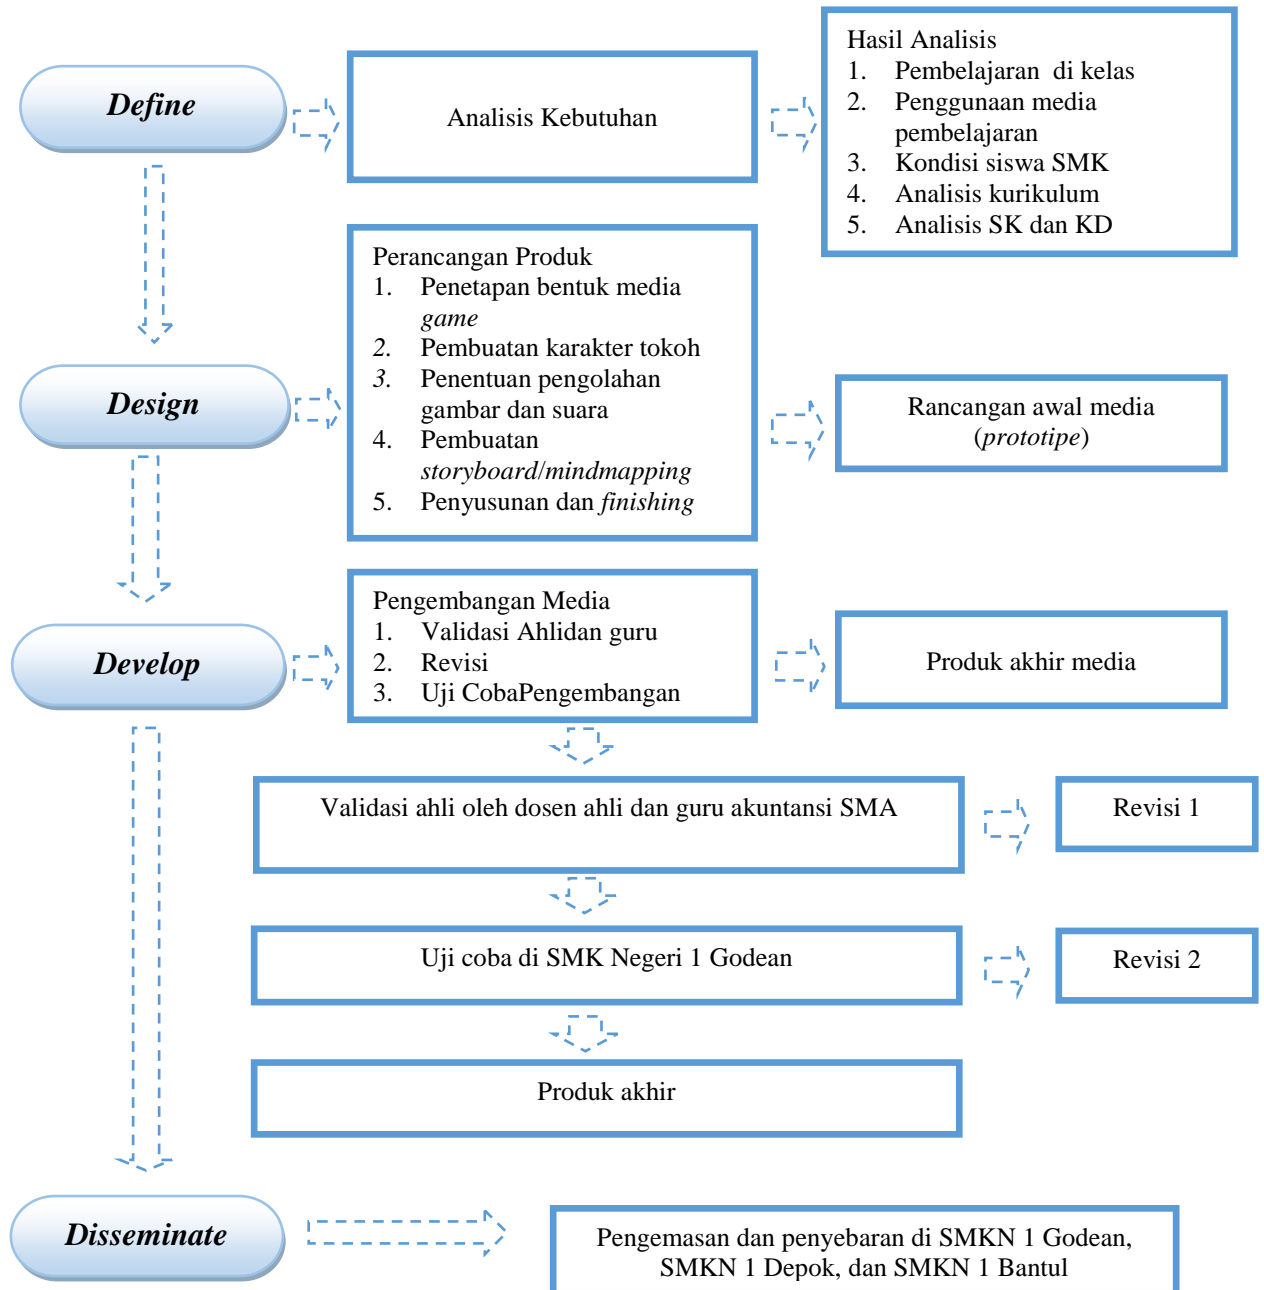 Define
Analisis Kebutuhan
Hasil Analisis
1. Pembelajaran di kelas
2. Penggunaan media
pembelajaran
3. Kondisi siswa SMK
4. Analisis kurikulum
5. Analisis SK dan KD
Design
Perancangan Produk
1. Penetapan bentuk media
game
2. Pembuatan karakter tokoh
3. Penentuan pengolahan
gambar dan suara
4. Pembuatan
storyboard/mindmapping
5. Penyusunan dan finishing
Rancangan awal media
(prototipe)
Develop
Pengembangan Media
1. Validasi Ahlidan guru
2. Revisi
3. Uji CobaPengembangan
Produk akhir media
Validasi ahli oleh dosen ahli dan guru akuntansi SMA
Revisi 1
Uji coba di SMK Negeri 1 Godean
Revisi 2
Produk akhir
Disseminate
Pengemasan dan penyebaran di SMKN 1 Godean,
SMKN 1 Depok, dan SMKN 1 Bantul